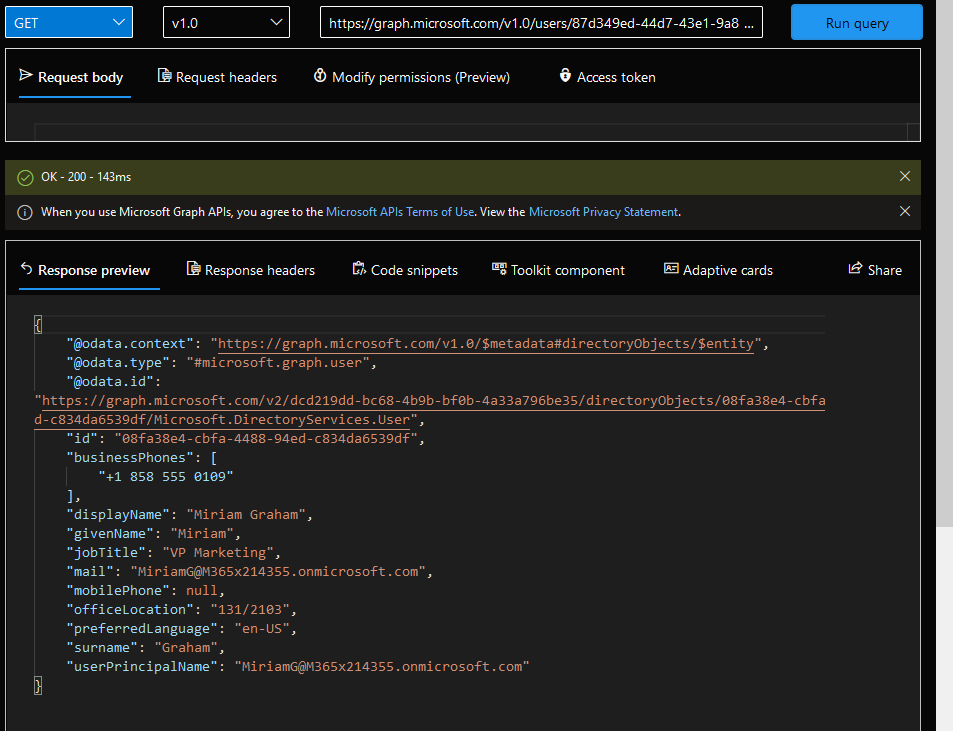 GET v1.0 https://graph.microsoft.com/v1.0/users/87d349ed-44d7-43e1-9a8 ... Run query
Request body Request headers Modify permissions (Preview) Access token
OK - 200 - 143ms
When you use Microsoft Graph APIs, you agree to the Microsoft APIs Terms of Use. View the Microsoft Privacy Statement.
Response preview Response headers Code snippets Toolkit component Adaptive cards Share
{
"@odata.context": "https://graph.microsoft.com/v1.0/$metadata#directoryObjects/$entity",
"@odata.type": "#microsoft.graph.user",
"@odata.id":
"https://graph.microsoft.com/v2/dcd219dd-bc68-4b9b-bf0b-4a33a796be35/directoryObjects/08fa38e4-cbfa
d-c834da6539df/Microsoft.DirectoryServices.User",
"id": "08fa38e4-cbfa-4488-94ed-c834da6539df",
"businessPhones": [
"+1 858 555 0109"
],
"displayName": "Miriam Graham",
"givenName": "Miriam",
"jobTitle": "VP Marketing",
"mail": "MiriamG@M365x214355.onmicrosoft.com",
"mobilePhone": null,
"officeLocation": "131/2103",
"preferredLanguage": "en-US",
"surname": "Graham",
"userPrincipalName": "MiriamG@M365x214355.onmicrosoft.com"
}